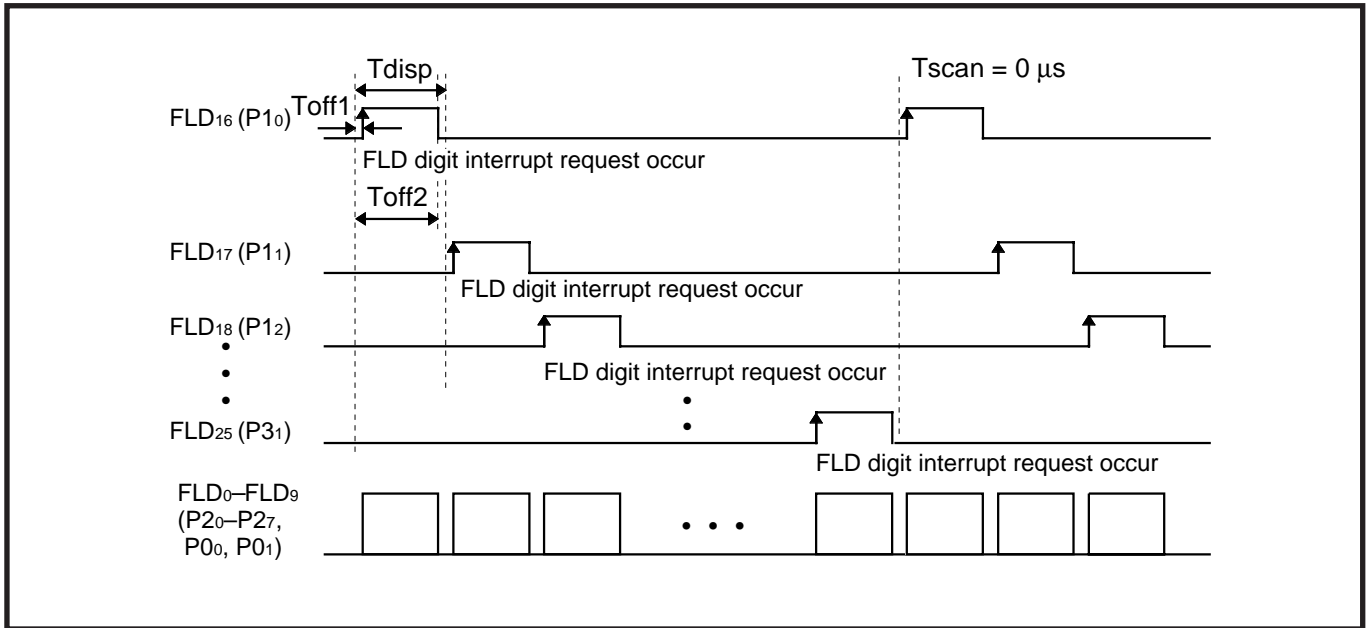 Tdisp
Tscan = 0 µs
Toff1
FLD16 (P10)
FLD digit interrupt request occur
Toff2
FLD17 (P11)
FLD digit interrupt request occur
FLD18 (P12)
FLD digit interrupt request occur
FLD25 (P31)
FLD digit interrupt request occur
FLD0–FLD9
(P20–P27,
P00, P01)